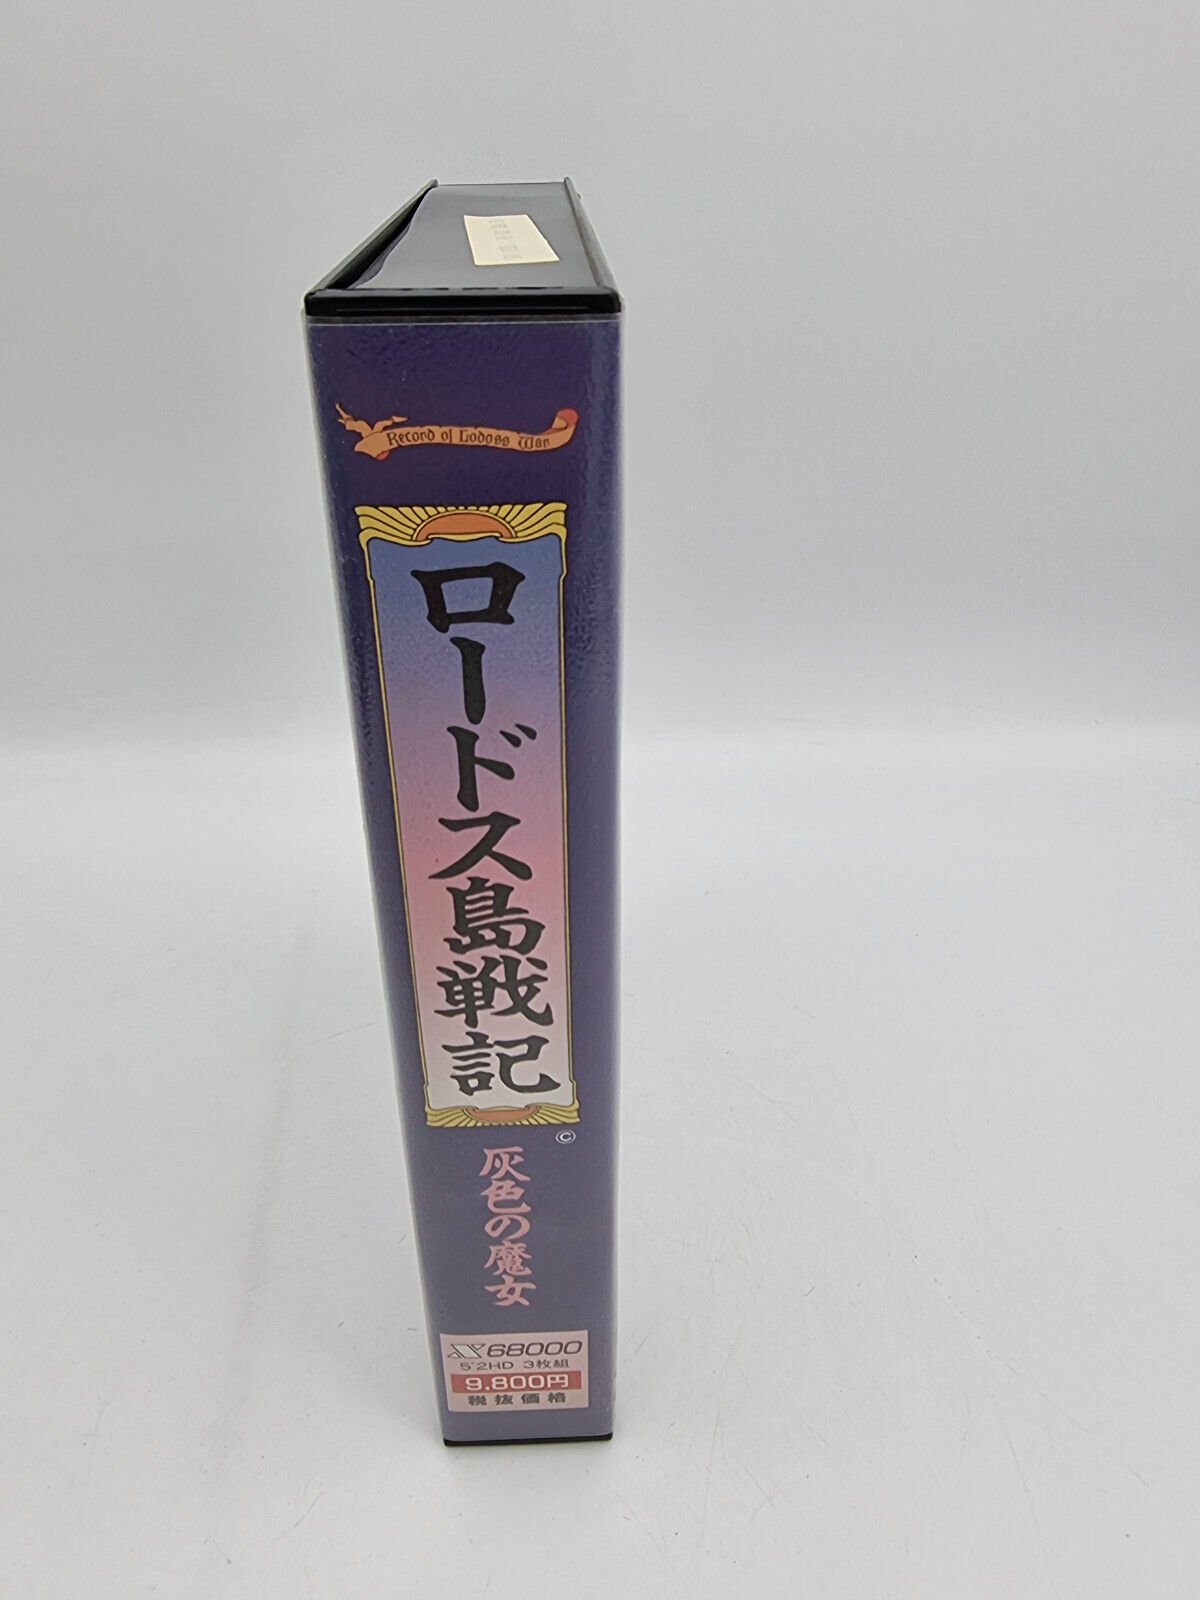 Record of Lodoss War
ロードス島戦記
©
灰色の魔女
X68000
5"2HD 3枚組
9,800円
税抜価格